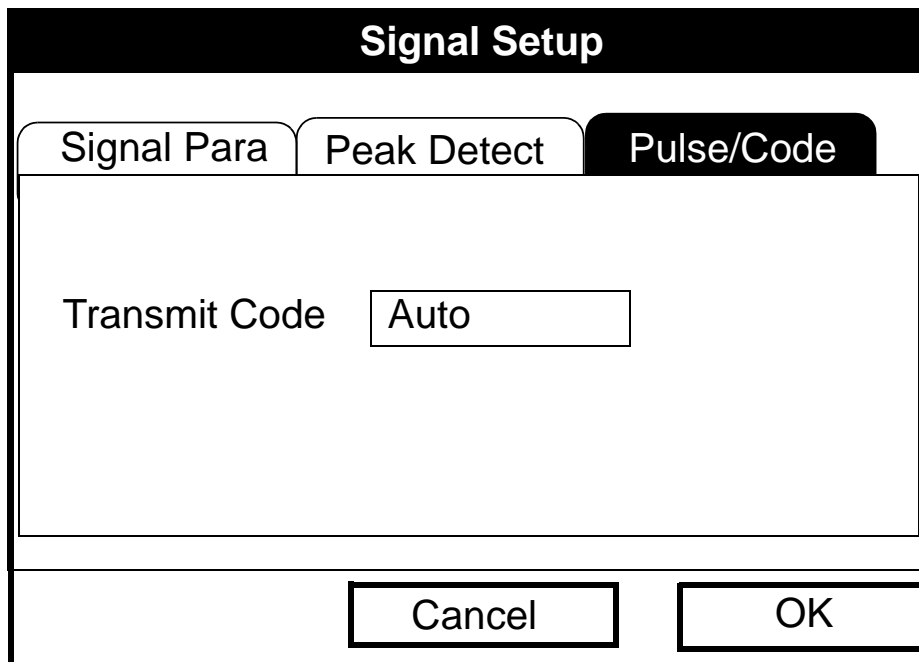 Signal Setup
Signal Para Peak Detect Pulse/Code
Transmit Code Auto
Cancel OK